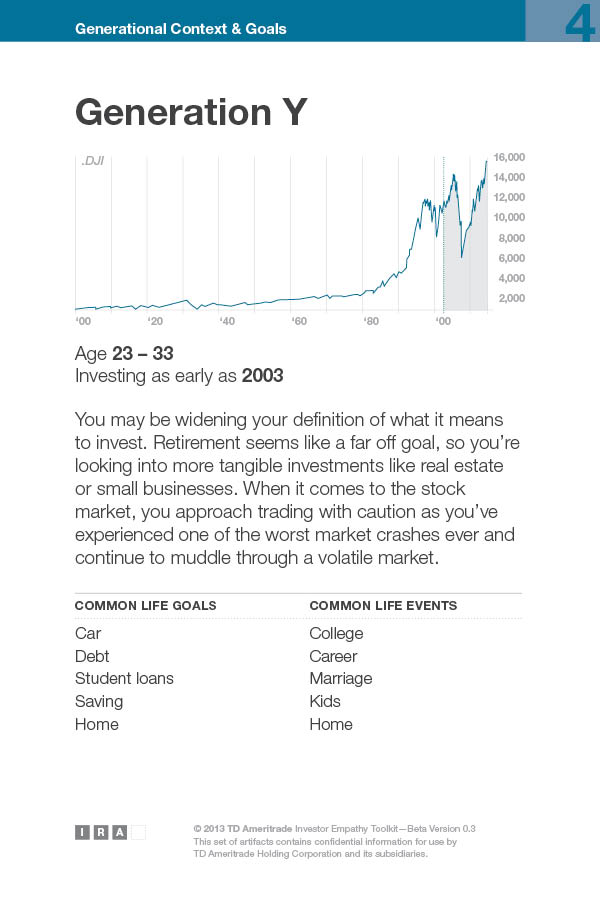 Generational Context & Goals
4
Generation Y
.DJI
16,000
14,000
12,000
10,000
8,000
6,000
4,000
2,000
‘00 ‘20 ‘40 ‘60 ‘80 ‘00
Age 23 – 33
Investing as early as 2003
You may be widening your definition of what it means
to invest. Retirement seems like a far off goal, so you’re
looking into more tangible investments like real estate
or small businesses. When it comes to the stock
market, you approach trading with caution as you’ve
experienced one of the worst market crashes ever and
continue to muddle through a volatile market.
COMMON LIFE GOALS COMMON LIFE EVENTS
Car College
Debt Career
Student loans Marriage
Saving Kids
Home Home
I R A
© 2013 TD Ameritrade Investor Empathy Toolkit—Beta Version 0.3
This set of artifacts contains confidential information for use by
TD Ameritrade Holding Corporation and its subsidiaries.